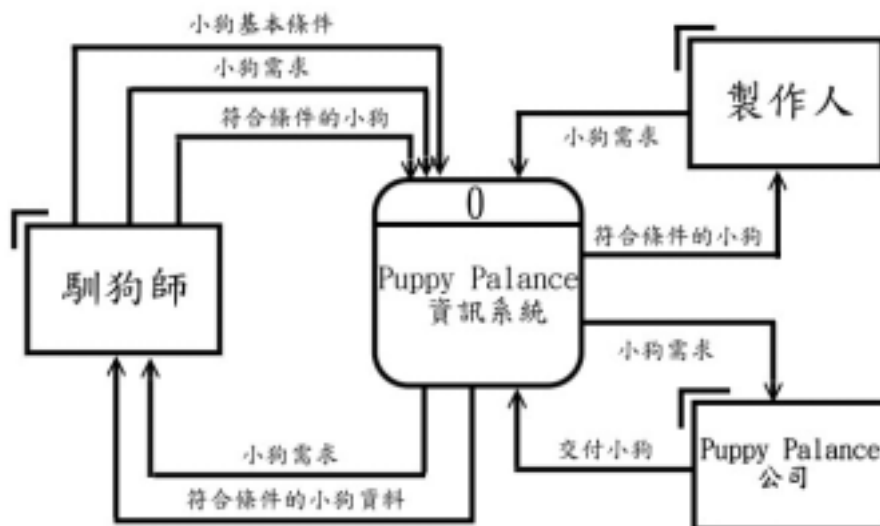 小狗基本條件
小狗需求
符合條件的小狗
製作人
小狗需求
0
符合條件的小狗
馴狗師
Puppy Palance
資訊系統
小狗需求
小狗需求
交付小狗
Puppy Palance
公司
符合條件的小狗資料